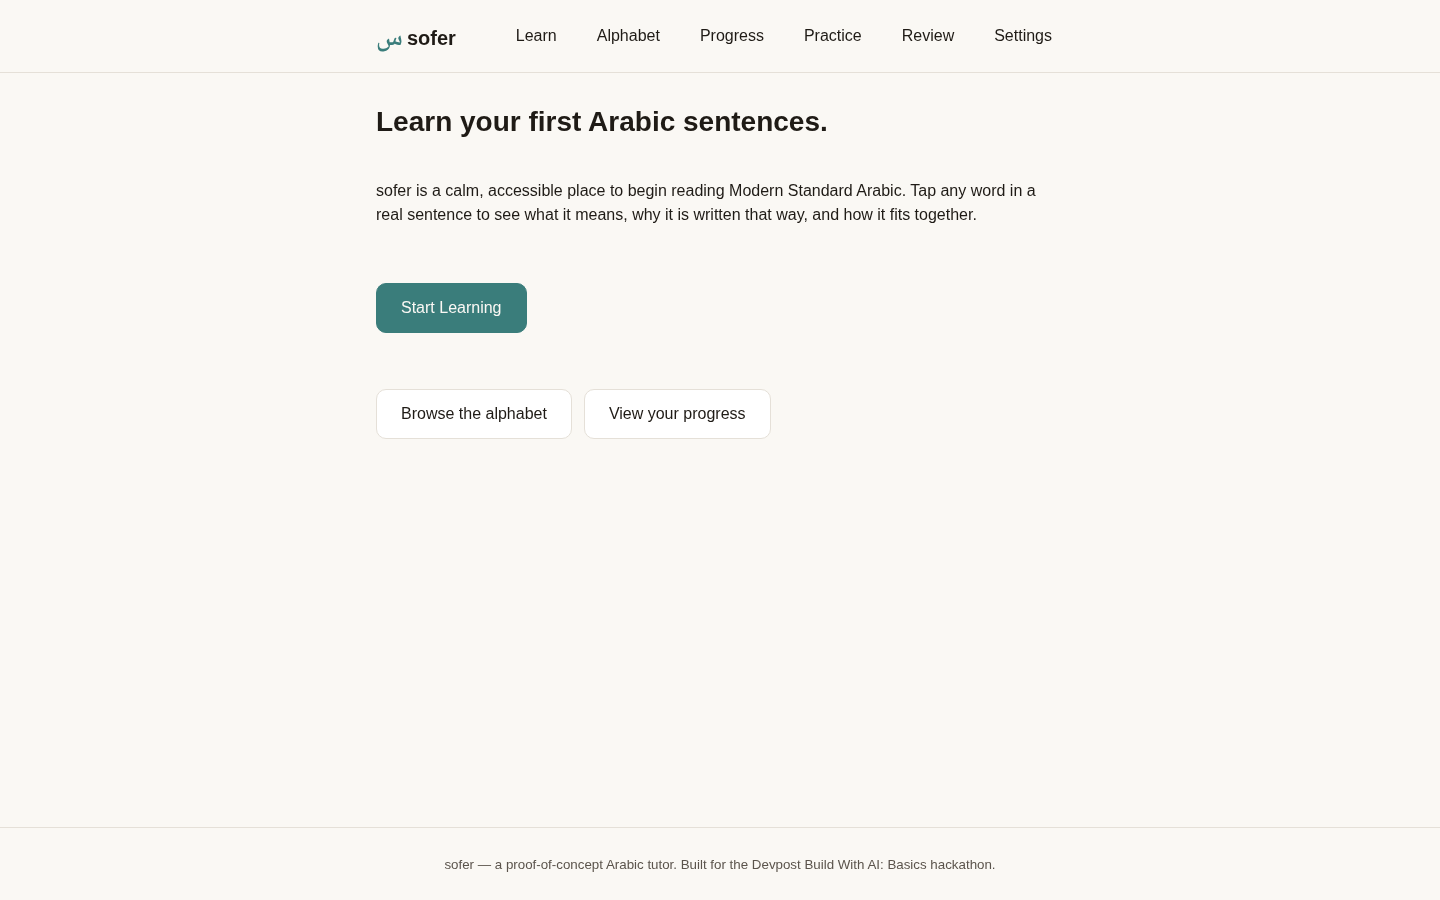 س sofer Learn Alphabet Progress Practice Review Settings
Learn your first Arabic sentences.
sofer is a calm, accessible place to begin reading Modern Standard Arabic. Tap any word in a
real sentence to see what it means, why it is written that way, and how it fits together.
Start Learning
Browse the alphabet View your progress
sofer — a proof-of-concept Arabic tutor. Built for the Devpost Build With AI: Basics hackathon.